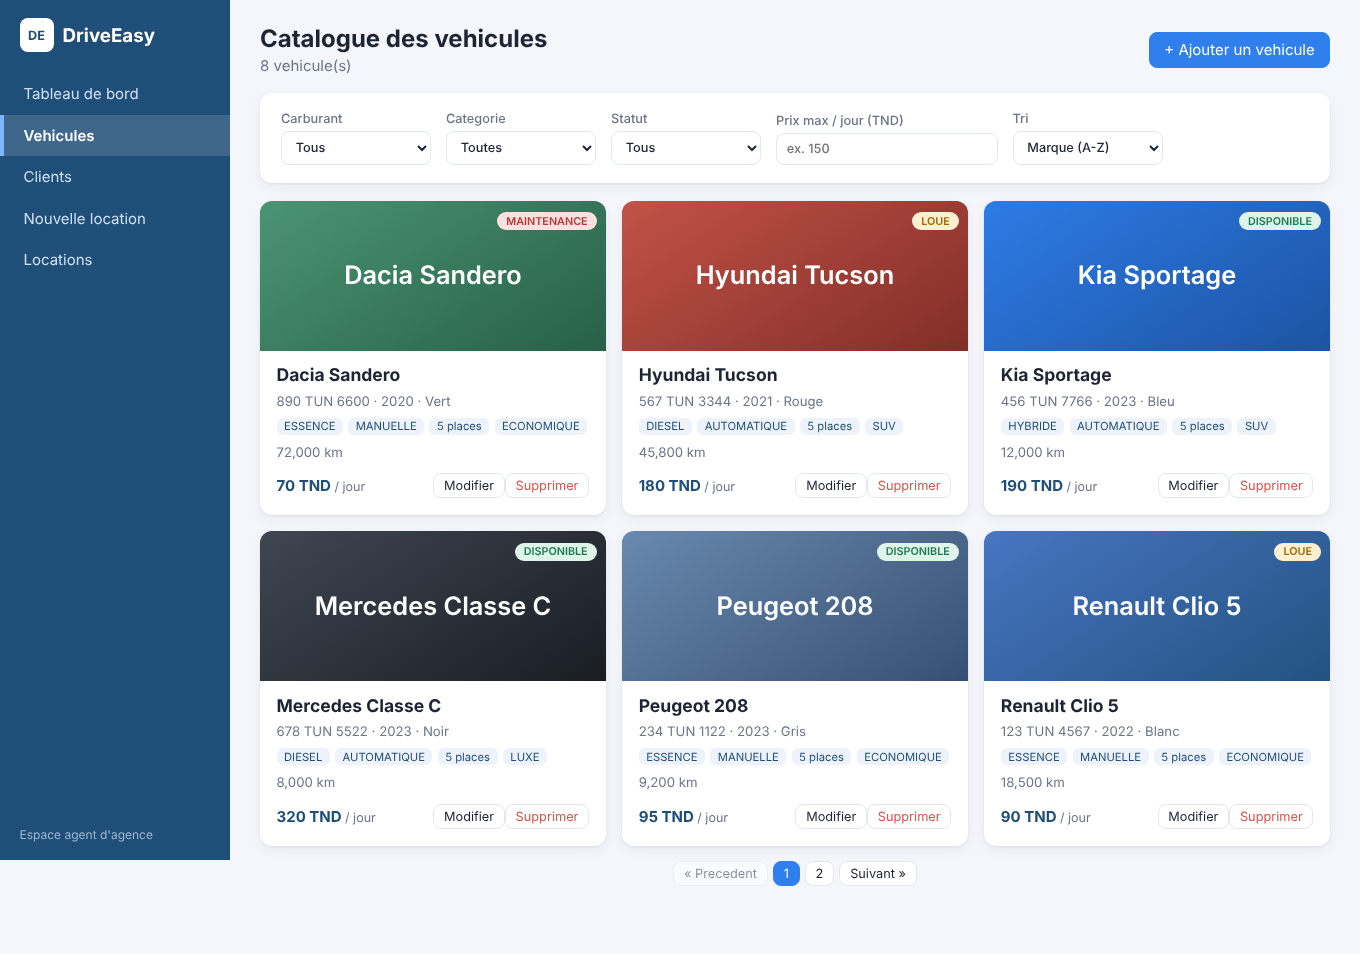 DE DriveEasy
Tableau de bord
Vehicules
Clients
Nouvelle location
Locations
Espace agent d'agence
Catalogue des vehicules
8 vehicule(s)
+ Ajouter un vehicule
Carburant Categorie Statut Prix max / jour (TND) Tri
Tous Toutes Tous ex. 150 Marque (A-Z)
MAINTENANCE
Dacia Sandero
Dacia Sandero
890 TUN 6600 · 2020 · Vert
ESSENCE MANUELLE 5 places ECONOMIQUE
72,000 km
70 TND / jour Modifier Supprimer
LOUE
Hyundai Tucson
Hyundai Tucson
567 TUN 3344 · 2021 · Rouge
DIESEL AUTOMATIQUE 5 places SUV
45,800 km
180 TND / jour Modifier Supprimer
DISPONIBLE
Kia Sportage
Kia Sportage
456 TUN 7766 · 2023 · Bleu
HYBRIDE AUTOMATIQUE 5 places SUV
12,000 km
190 TND / jour Modifier Supprimer
DISPONIBLE
Mercedes Classe C
Mercedes Classe C
678 TUN 5522 · 2023 · Noir
DIESEL AUTOMATIQUE 5 places LUXE
8,000 km
320 TND / jour Modifier Supprimer
DISPONIBLE
Peugeot 208
Peugeot 208
234 TUN 1122 · 2023 · Gris
ESSENCE MANUELLE 5 places ECONOMIQUE
9,200 km
95 TND / jour Modifier Supprimer
LOUE
Renault Clio 5
Renault Clio 5
123 TUN 4567 · 2022 · Blanc
ESSENCE MANUELLE 5 places ECONOMIQUE
18,500 km
90 TND / jour Modifier Supprimer
« Precedent 1 2 Suivant »